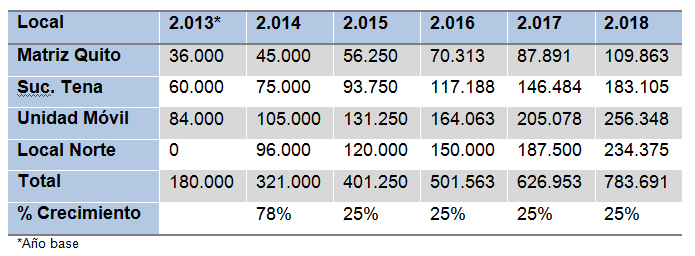 Local 2.013* 2.014 2.015 2.016 2.017 2.018
Matriz Quito 36.000 45.000 56.250 70.313 87.891 109.863
Suc. Tena 60.000 75.000 93.750 117.188 146.484 183.105
Unidad Móvil 84.000 105.000 131.250 164.063 205.078 256.348
Local Norte 0 96.000 120.000 150.000 187.500 234.375
Total 180.000 321.000 401.250 501.563 626.953 783.691
% Crecimiento 78% 25% 25% 25% 25%
*Año base